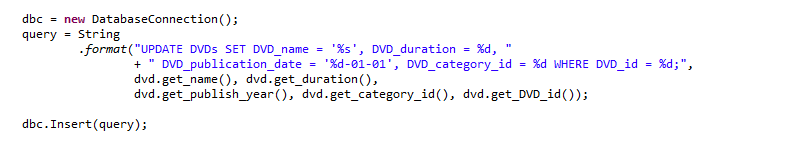 dbc = new DatabaseConnection();
query = String
.format("UPDATE DVDs SET DVD_name = '%s', DVD_duration = %d, "
+ " DVD_publication_date = '%d-01-01', DVD_category_id = %d WHERE DVD_id = %d;",
dvd.get_name(), dvd.get_duration(),
dvd.get_publish_year(), dvd.get_category_id(), dvd.get_DVD_id());
dbc.Insert(query);